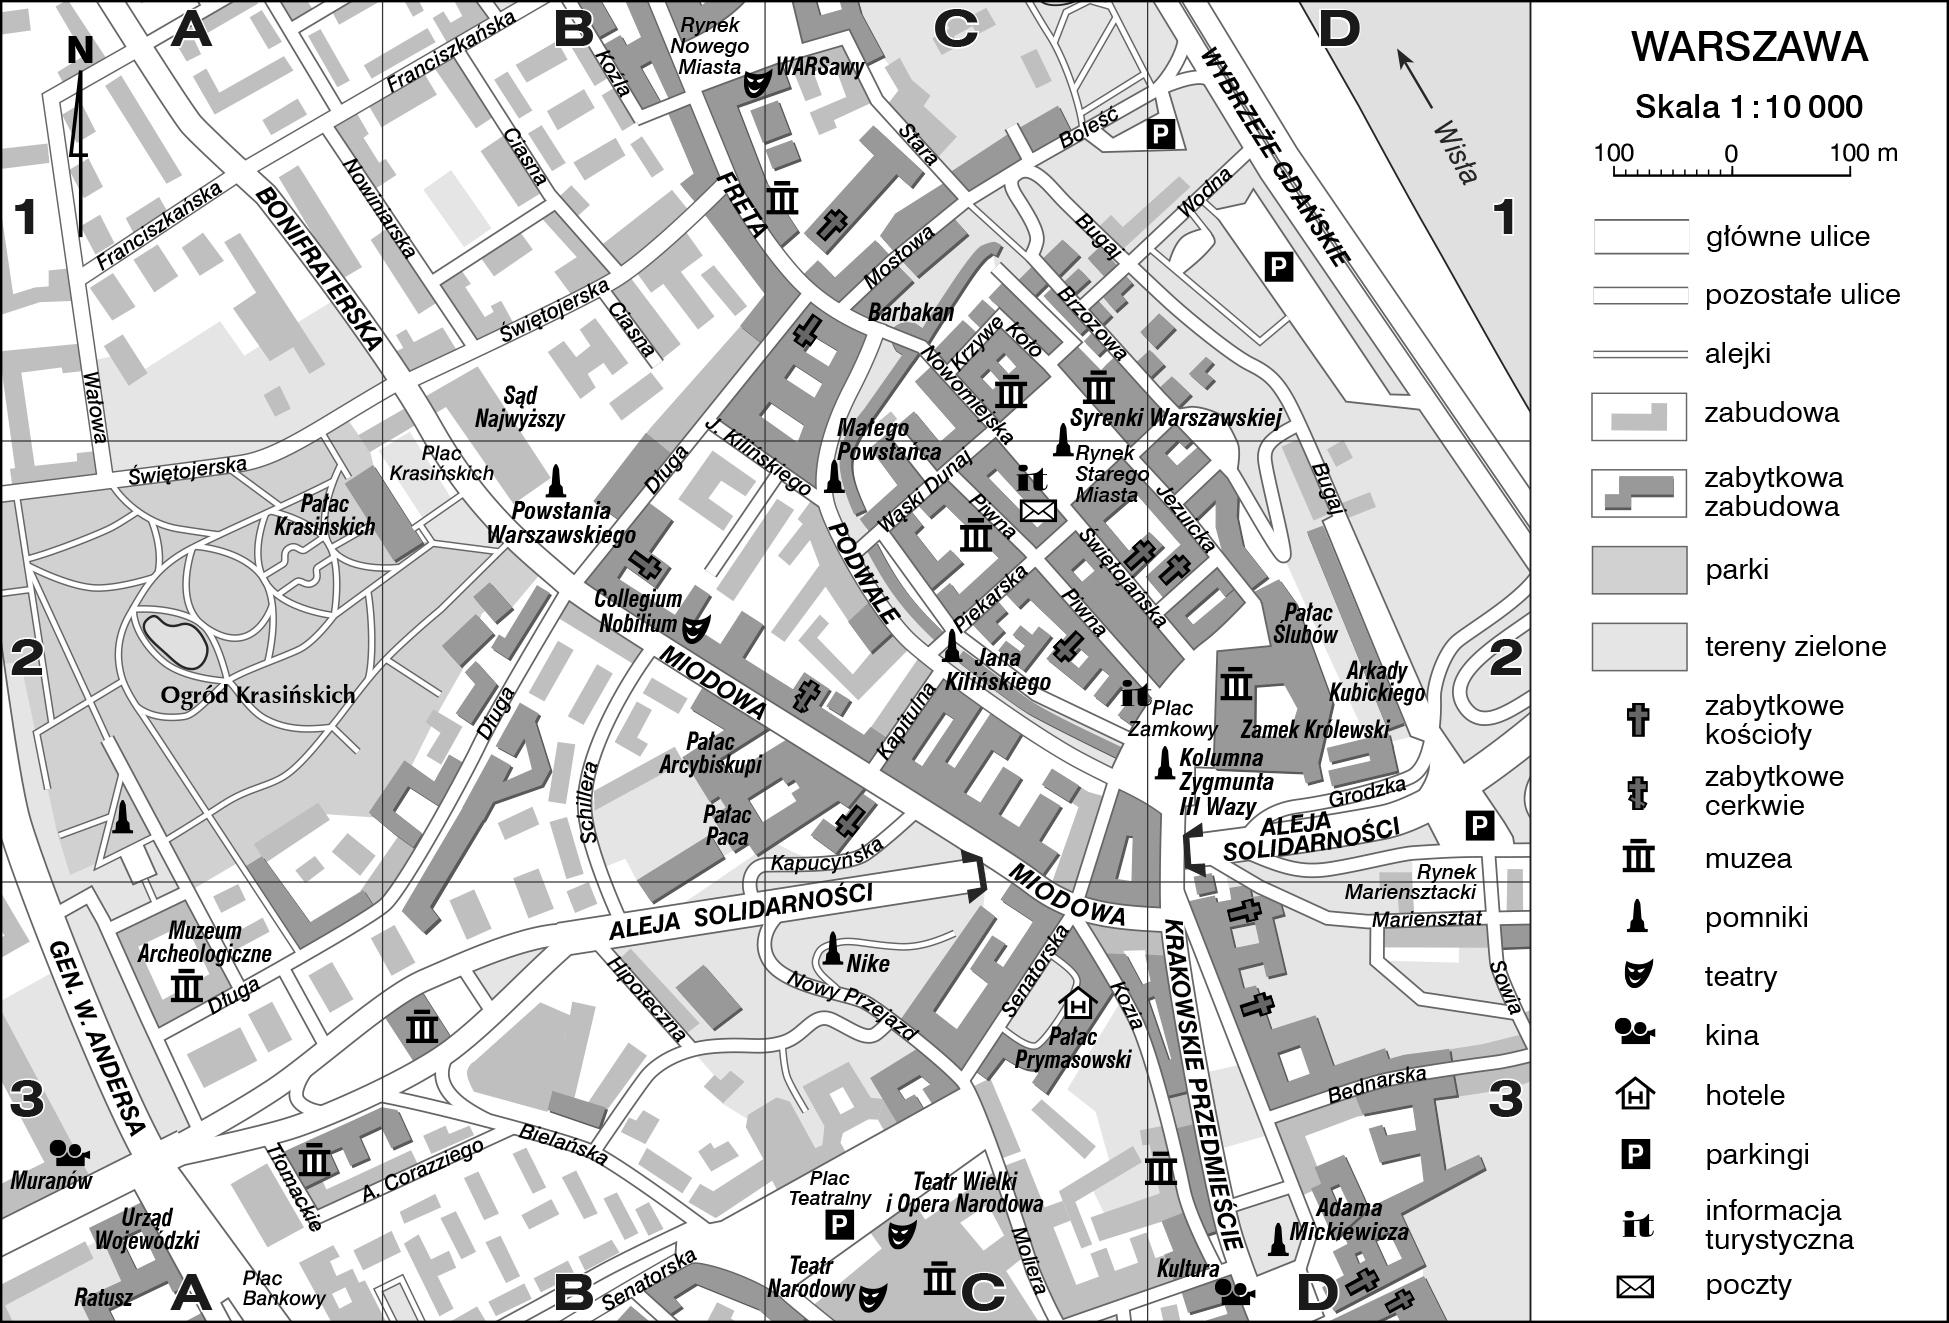 A
B
C
D
N
1
1
2
2
3
3
A
B
C
D
Franciszkańska
Koźla
Rynek
Nowego
Miasta
WARSawy
Ciasna
Nowiniarska
Franciszkańska
BONIFRATERSKA
FRETA
Stara
Boleść
P
WYBRZEŻE GDAŃSKIE
Wisła
Wodna
Bugaj
P
Mostowa
Barbakan
Brzozowa
Świętojerska
Ciasna
Krzywe Koło
Nowomiejska
Wałowa
Sąd
Najwyższy
Syrenki Warszawskiej
Małego
Powstańca
J. Kilińskiego
Długa
Plac
Krasińskich
Świętojerska
Pałac
Krasińskich
Powstania
Warszawskiego
Rynek
Starego
Miasta
it
Wąski Dunaj
Piwna
Jezuicka
Bugaj
PODWALE
Świętojańska
Piekarska
Piwna
Collegium
Nobilium
Pałac
Ślubów
Arkady
Kubickiego
Jana
Kilińskiego
Ogród Krasińskich
MIODOWA
Długa
Kapitulna
it
Plac
Zamkowy
Zamek Królewski
Pałac
Arcybiskupi
Kolumna
Zygmunta
III Wazy
Grodzka
Schillera
Pałac
Paca
ALEJA
SOLIDARNOŚCI
P
Kapucyńska
MIODOWA
Rynek
Mariensztacki
Mariensztat
ALEJA SOLIDARNOŚCI
Muzeum
Archeologiczne
Długa
GEN. W. ANDERSA
Nike
Hipoteczna
Nowy Przejazd
Senatorska
Kozia
H
Pałac
Prymasowski
KRAKOWSKIE PRZEDMIEŚCIE
Sowia
Bednarska
Muranów
Tłomackie
A. Corazziego
Bielańska
Urząd
Wojewódzki
Ratusz
Plac
Bankowy
Senatorska
Plac
Teatralny
P
Teatr Wielki
i Opera Narodowa
Teatr
Narodowy
Moliera
Kultura
Adama
Mickiewicza
WARSZAWA
Skala 1 : 10 000
100 0 100 m
główne ulice
pozostałe ulice
alejki
zabudowa
zabytkowa
zabudowa
parki
tereny zielone
zabytkowe
kościoły
zabytkowe
cerkwie
muzea
pomniki
teatry
kina
H hotele
P parkingi
it informacja
turystyczna
poczty